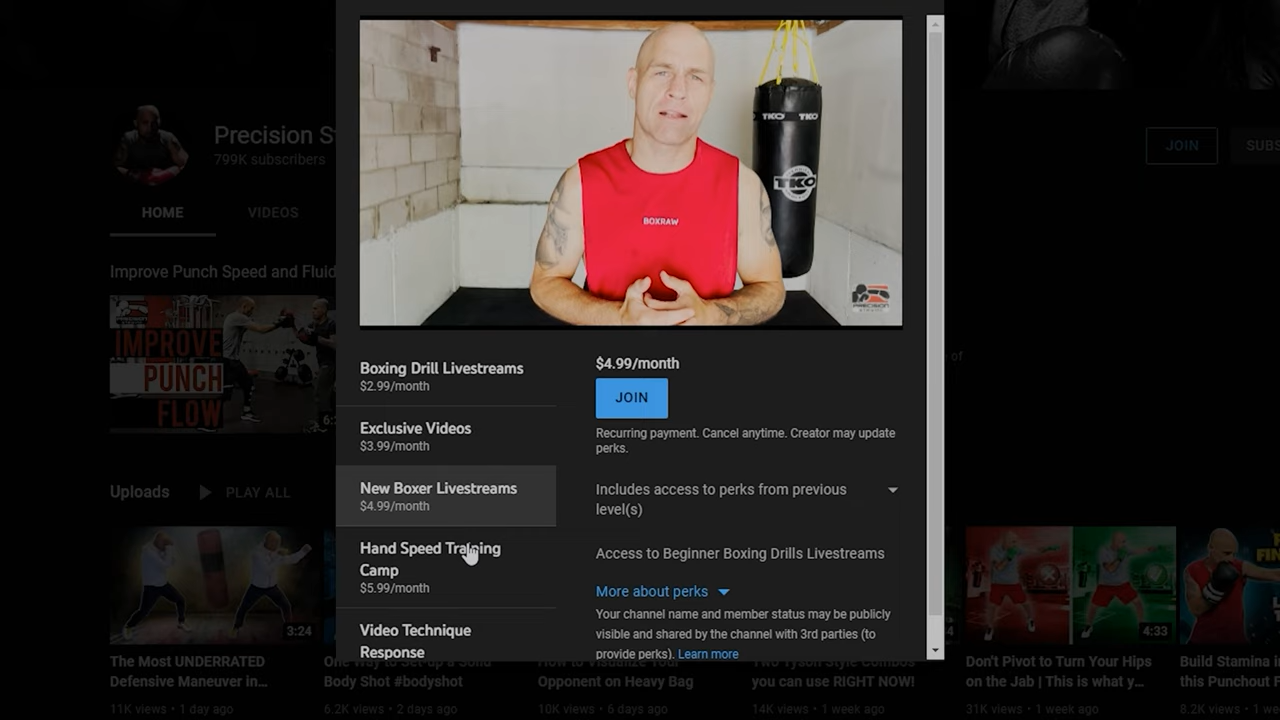 Precision S
799K subscribers
JOIN
SUBS
HOME
VIDEOS
Improve Punch Speed and Fluid
IMPROVE
PUNCH
FLOW
6:
TKO TKO
TKO
BOXRAW
PRECISION
Boxing Drill Livestreams
$2.99/month
Exclusive Videos
$3.99/month
New Boxer Livestreams
$4.99/month
Hand Speed Training
Camp
$5.99/month
Video Technique
Response
$4.99/month
JOIN
Recurring payment. Cancel anytime. Creator may update
perks.
Includes access to perks from previous
level(s)
Access to Beginner Boxing Drills Livestreams
More about perks
Your channel name and member status may be publicly
visible and shared by the channel with 3rd parties (to
provide perks). Learn more
of
Uploads PLAY ALL
3:24
4:33
The Most UNDERRATED
Defensive Maneuver in...
11K views • 1 day ago
One Way to Set-up a Solid
Body Shot #bodyshot
6.2K views • 2 days ago
How to Visualize Your
Opponent on Heavy Bag
10K views • 6 days ago
Two Tyson Style Combos
you can use RIGHT NOW!
14K views • 1 week ago
Don't Pivot to Turn Your Hips
on the Jab | This is what y...
31K views • 1 week ago
Build Stamina i
this Punchout F
8.2K views • 1 we